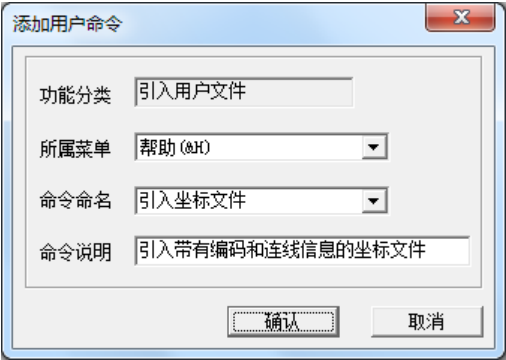 添加用户命令
功能分类 引入用户文件
所属菜单 帮助(&H)
命令命名 引入坐标文件
命令说明 引入带有编码和连线信息的坐标文件
确认 取消